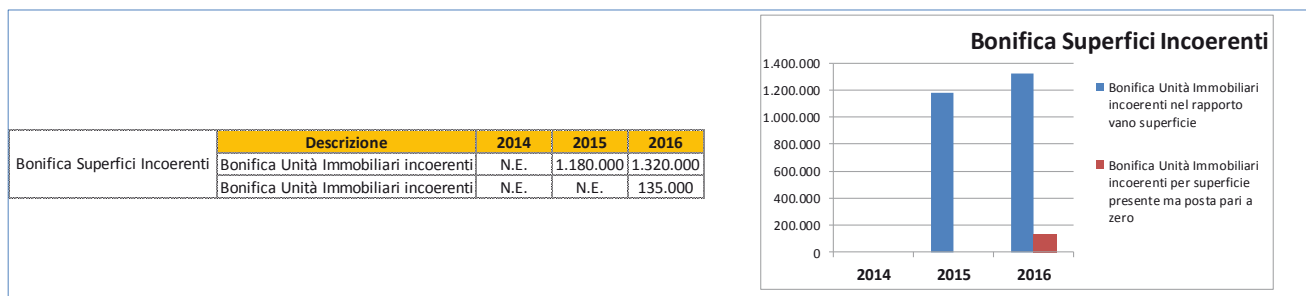 Descrizione 2014 2015 2016
Bonifica Superfici Incoerenti Bonifica Unità Immobiliari incoerenti N.E. 1.180.000 1.320.000
Bonifica Unità Immobiliari incoerenti N.E. N.E. 135.000
Bonifica Superfici Incoerenti
1.400.000
1.200.000
1.000.000
800.000
600.000
400.000
200.000
0
2014 2015 2016
Bonifica Unità Immobiliari
incoerenti nel rapporto
vano superficie
Bonifica Unità Immobiliari
incoerenti per superficie
presente ma posta pari a
zero